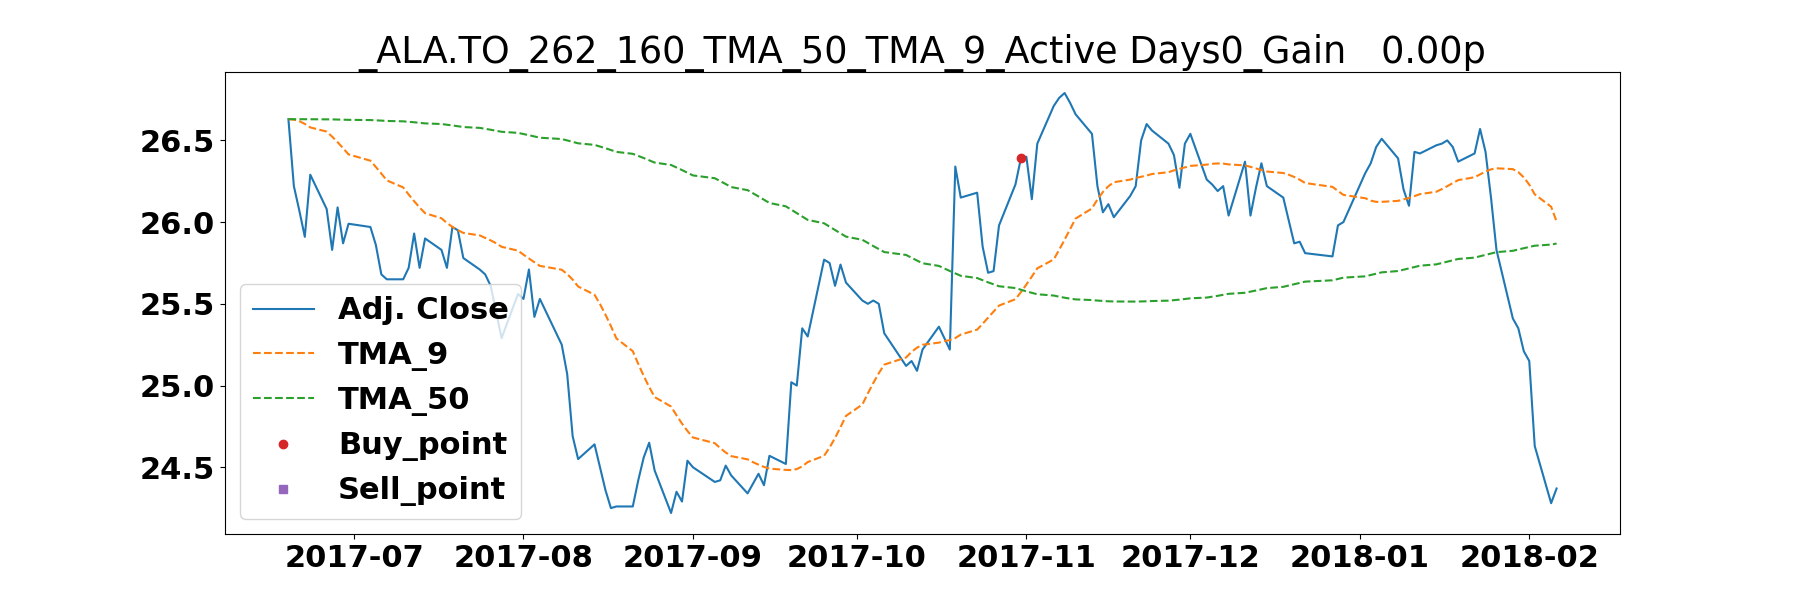 _ALA.TO_262_160_TMA_50_TMA_9_Active Days0_Gain   0.00p
26.5
26.0
25.5
25.0
24.5
Adj. Close
TMA_9
TMA_50
Buy_point
Sell_point
2017-07 2017-08 2017-09 2017-10 2017-11 2017-12 2018-01 2018-02